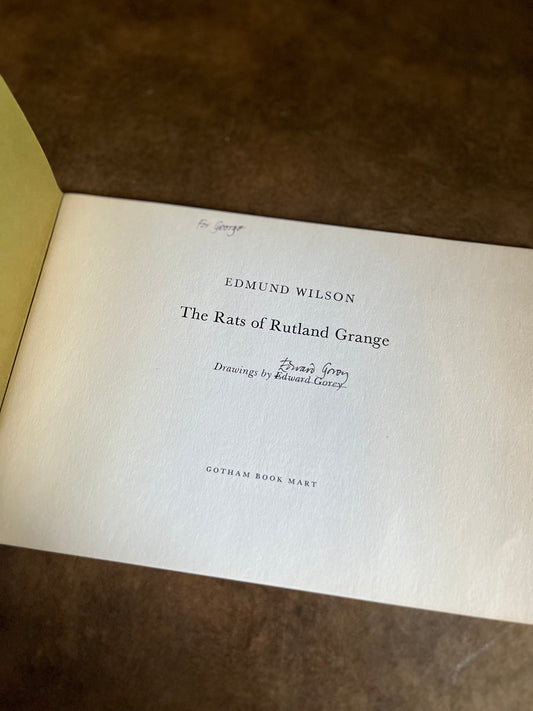 For George
EDMUND WILSON
The Rats of Rutland Grange
Edward Gorey
Drawings by Edward Gorey
GOTHAM BOOK MART